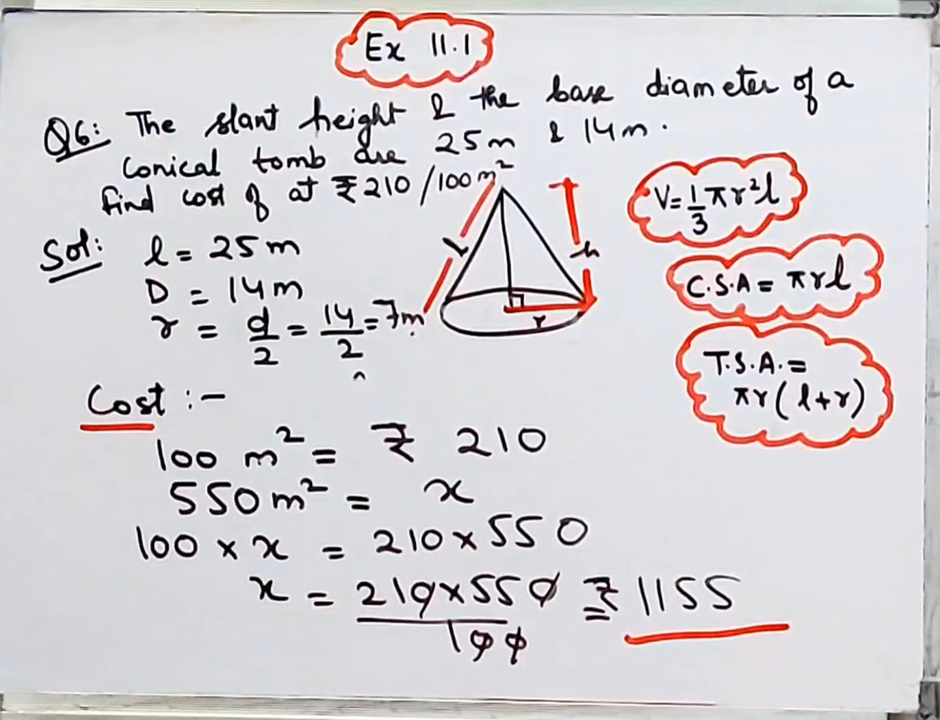 Ex 11.1
Q6: The slant height & the base diameter of a
conical tomb are 25m & 14m.
find cost of at ₹210/100m²
Sol: l = 25m
D = 14m
r = d/2 = 14/2 = 7m
l
h
r
V = 1/3 πr²l
C.S.A = πrl
T.S.A. =
πr(l+r)
Cost :-
100 m² = ₹ 210
550m² = x
100 × x = 210×550
x = 210×550/100 = ₹ 1155